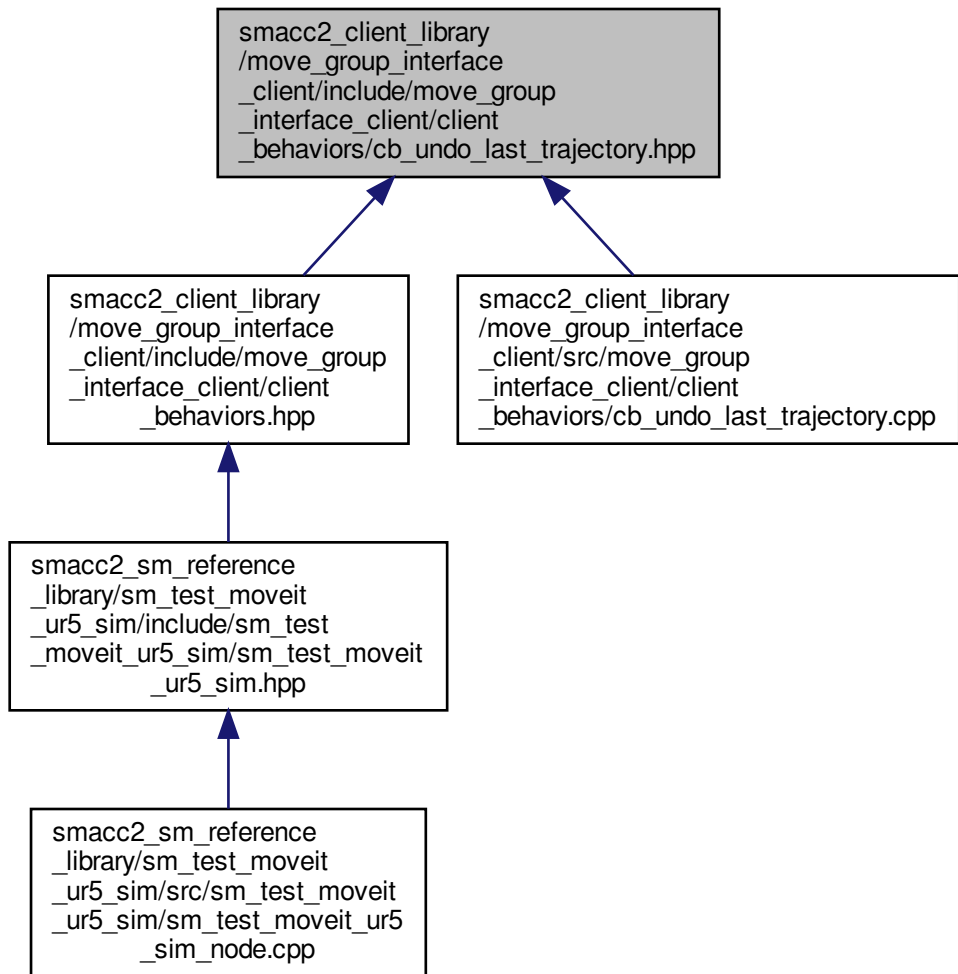 smacc2_client_library
/move_group_interface
_client/include/move_group
_interface_client/client
_behaviors/cb_undo_last_trajectory.hpp
smacc2_client_library
/move_group_interface
_client/include/move_group
_interface_client/client
_behaviors.hpp
smacc2_client_library
/move_group_interface
_client/src/move_group
_interface_client/client
_behaviors/cb_undo_last_trajectory.cpp
smacc2_sm_reference
_library/sm_test_moveit
_ur5_sim/include/sm_test
_moveit_ur5_sim/sm_test_moveit
_ur5_sim.hpp
smacc2_sm_reference
_library/sm_test_moveit
_ur5_sim/src/sm_test_moveit
_ur5_sim/sm_test_moveit_ur5
_sim_node.cpp